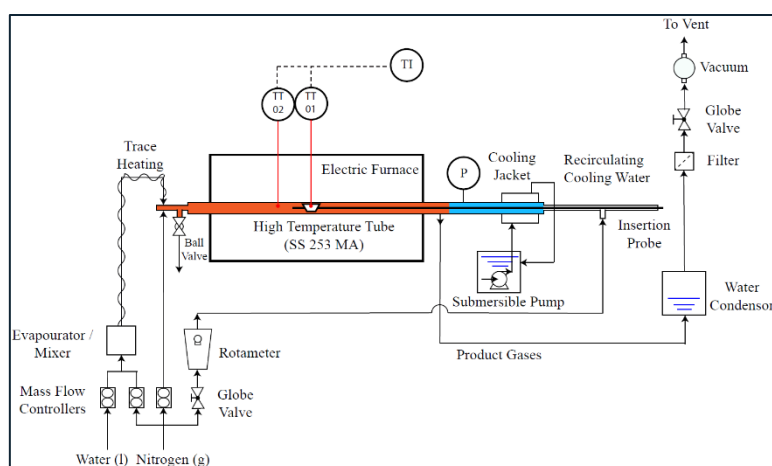 To Vent
Vacuum
Globe
Valve
Filter
TI
TT
02
TT
01
Trace
Heating
Electric Furnace
Cooling
Jacket
Recirculating
Cooling Water
P
High Temperature Tube
(SS 253 MA)
Insertion
Probe
Ball
Valve
Submersible Pump
Water
Condensor
Evapourator /
Mixer
Rotameter
Product Gases
Mass Flow
Controllers
Globe
Valve
Water (l) Nitrogen (g)